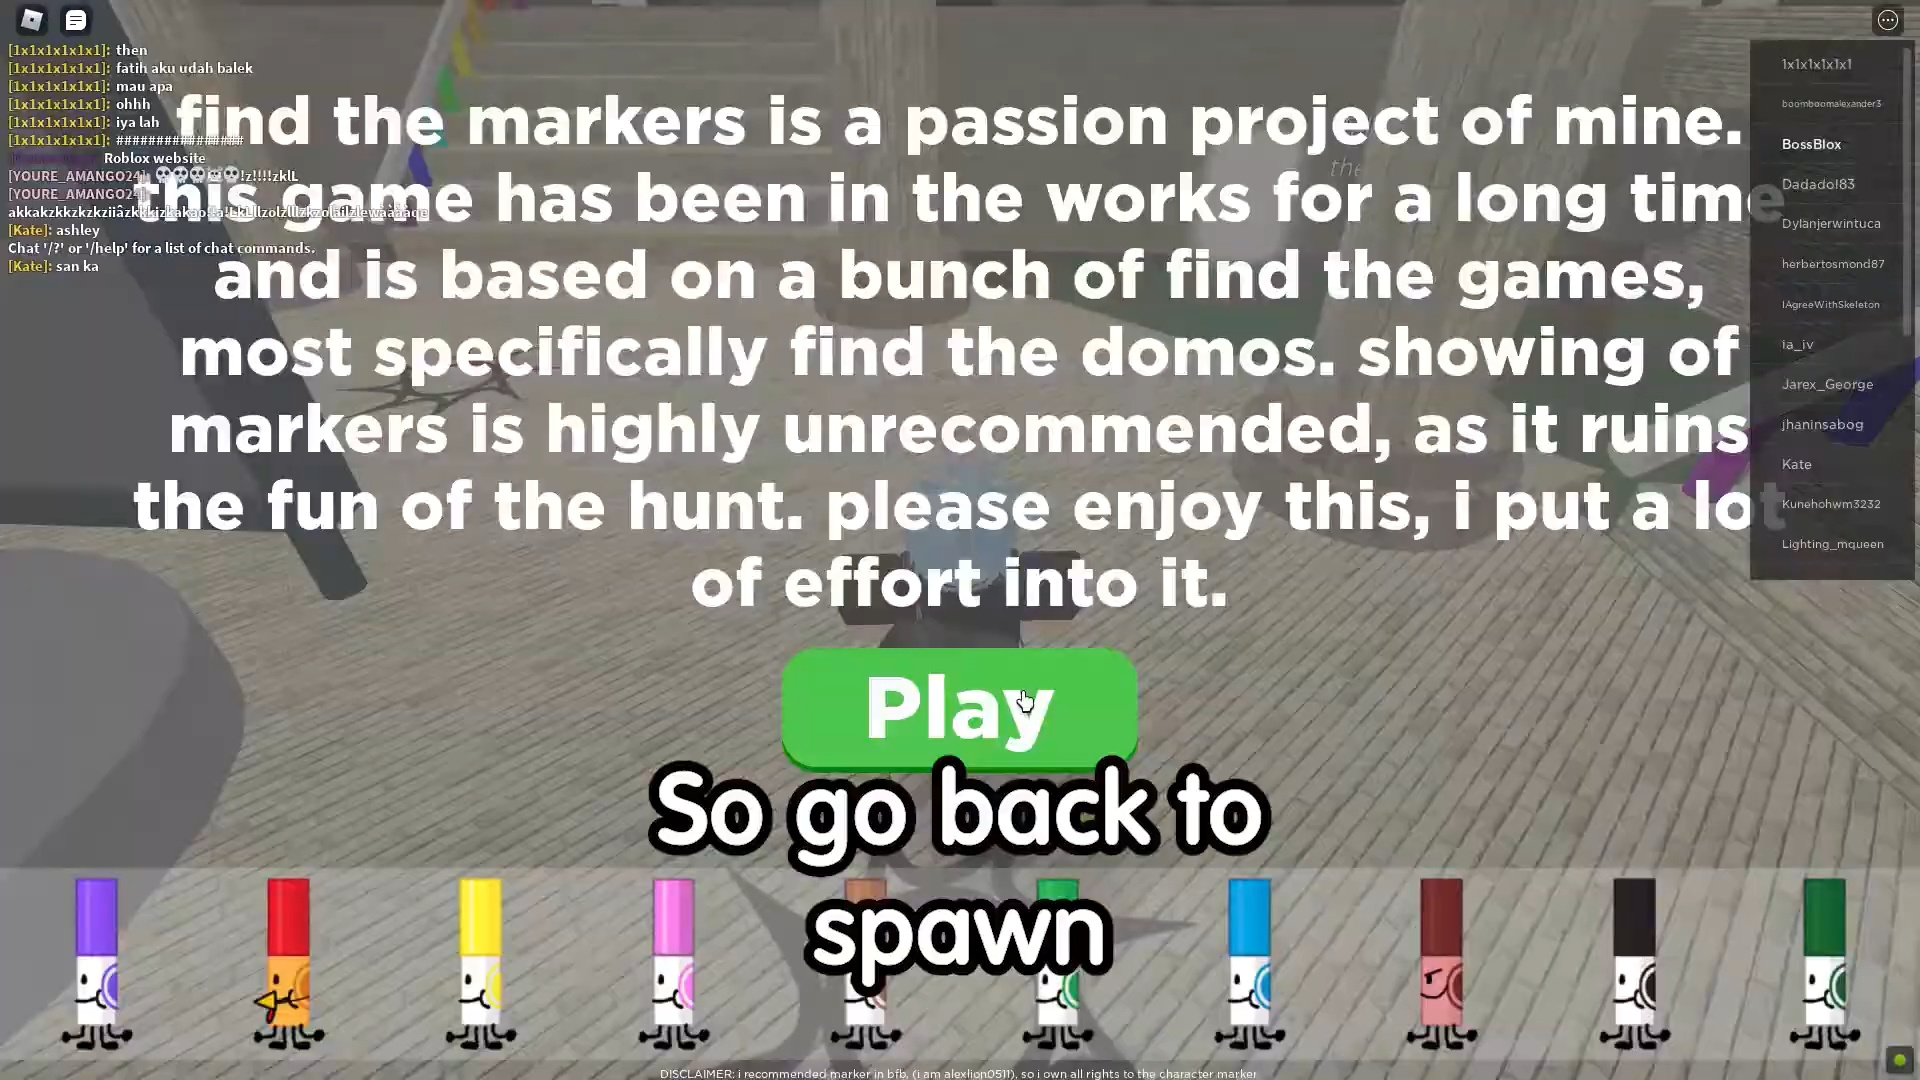 [1x1x1x1x1x1]: then
[1x1x1x1x1x1]: fatih aku udah balek
[1x1x1x1x1x1]: mau apa
[1x1x1x1x1x1]: ohhh
[1x1x1x1x1x1]: iya lah
[1x1x1x1x1x1]: ################
Roblox website
[YOURE_AMANGO24]: 💀💀💀💀💀!z!!!!zklL
[YOURE_AMANGO24]:
[Kate]: ashley
Chat '/?' or '/help' for a list of chat commands.
[Kate]: san ka
find the markers is a passion project of mine.
this game has been in the works for a long time
and is based on a bunch of find the games,
most specifically find the domos. showing of
markers is highly unrecommended, as it ruins
the fun of the hunt. please enjoy this, i put a lot
of effort into it.
the
Play
So go back to
spawn
1x1x1x1x1x1
boomboomalexander3
BossBlox
Dadadol83
Dylanjerwintuca
herbertosmond87
IAgreeWithSkeleton
ia_iv
Jarex_George
jhaninsabog
Kate
Kunehohwm3232
Lighting_mqueen
DISCLAIMER: i recommended marker in bfb, (i am alexlion0511), so i own all rights to the character marker